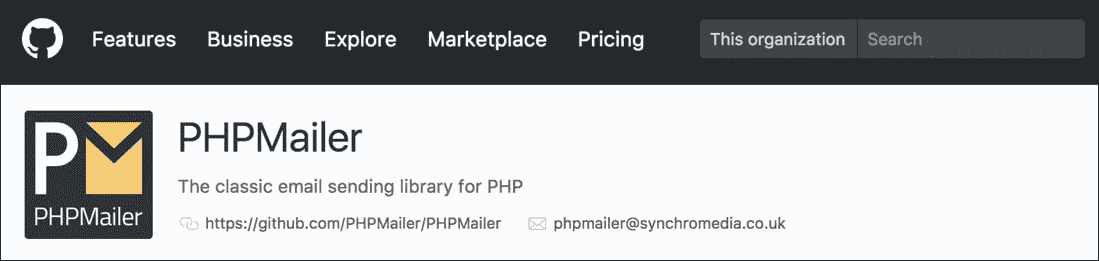 Features Business Explore Marketplace Pricing This organization Search
PHPMailer
The classic email sending library for PHP
PM
PHPMailer
https://github.com/PHPMailer/PHPMailer phpmailer@synchromedia.co.uk